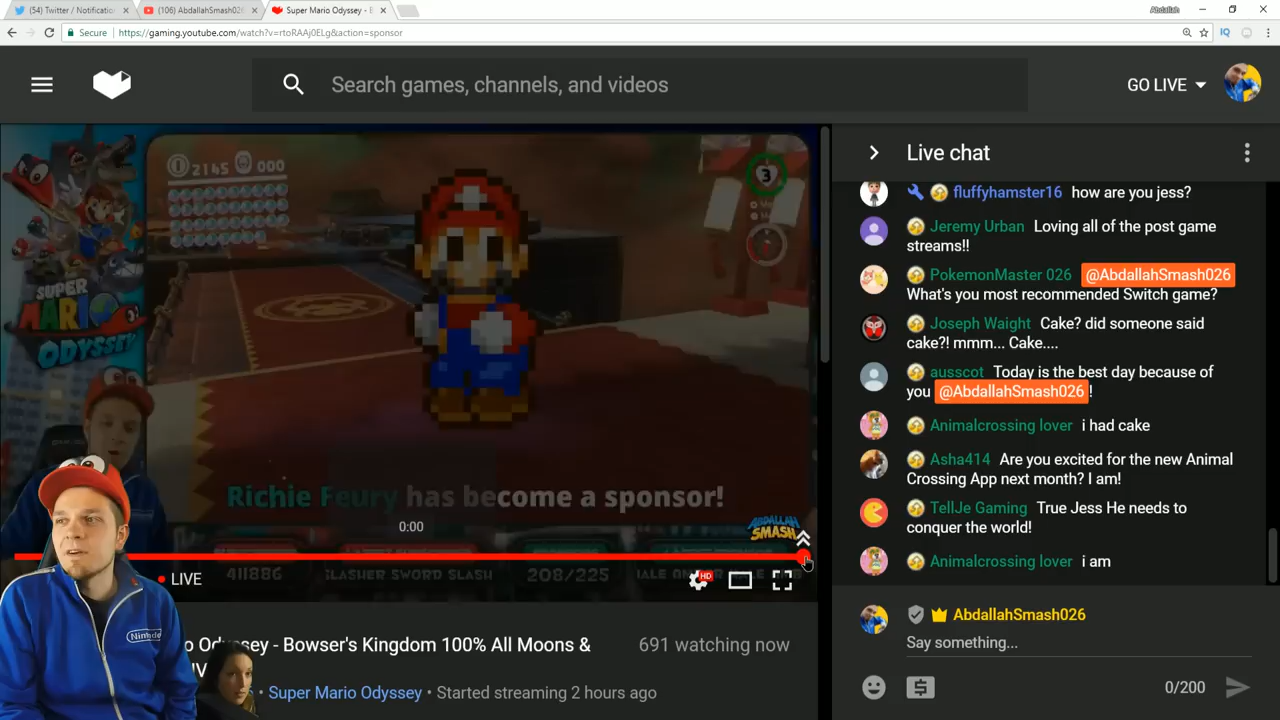 (54) Twitter / Notificatio
(106) AbdallahSmash02
Super Mario Odyssey - B
Abdallah
Secure
https://gaming.youtube.com/watch?v=rtoRAAj0ELg&action=sponsor
Search games, channels, and videos
GO LIVE
2145 000
3
SUPER
MARIO
ODYSSEY
Richie Feury has become a sponsor!
0:00
ABDALLAH
SMASH
LIVE
HD
411886
LASHER SWORD SLASH
208/225
Nintendo
o Odyssey - Bowser's Kingdom 100% All Moons &
691 watching now
• Super Mario Odyssey • Started streaming 2 hours ago
Live chat
fluffyhamster16 how are you jess?
Jeremy Urban Loving all of the post game
streams!!
PokemonMaster 026 @AbdallahSmash026
What's you most recommended Switch game?
Joseph Waight Cake? did someone said
cake?! mmm... Cake....
ausscot Today is the best day because of
you @AbdallahSmash026 !
Animalcrossing lover i had cake
Asha414 Are you excited for the new Animal
Crossing App next month? I am!
TellJe Gaming True Jess He needs to
conquer the world!
Animalcrossing lover i am
AbdallahSmash026
Say something...
0/200